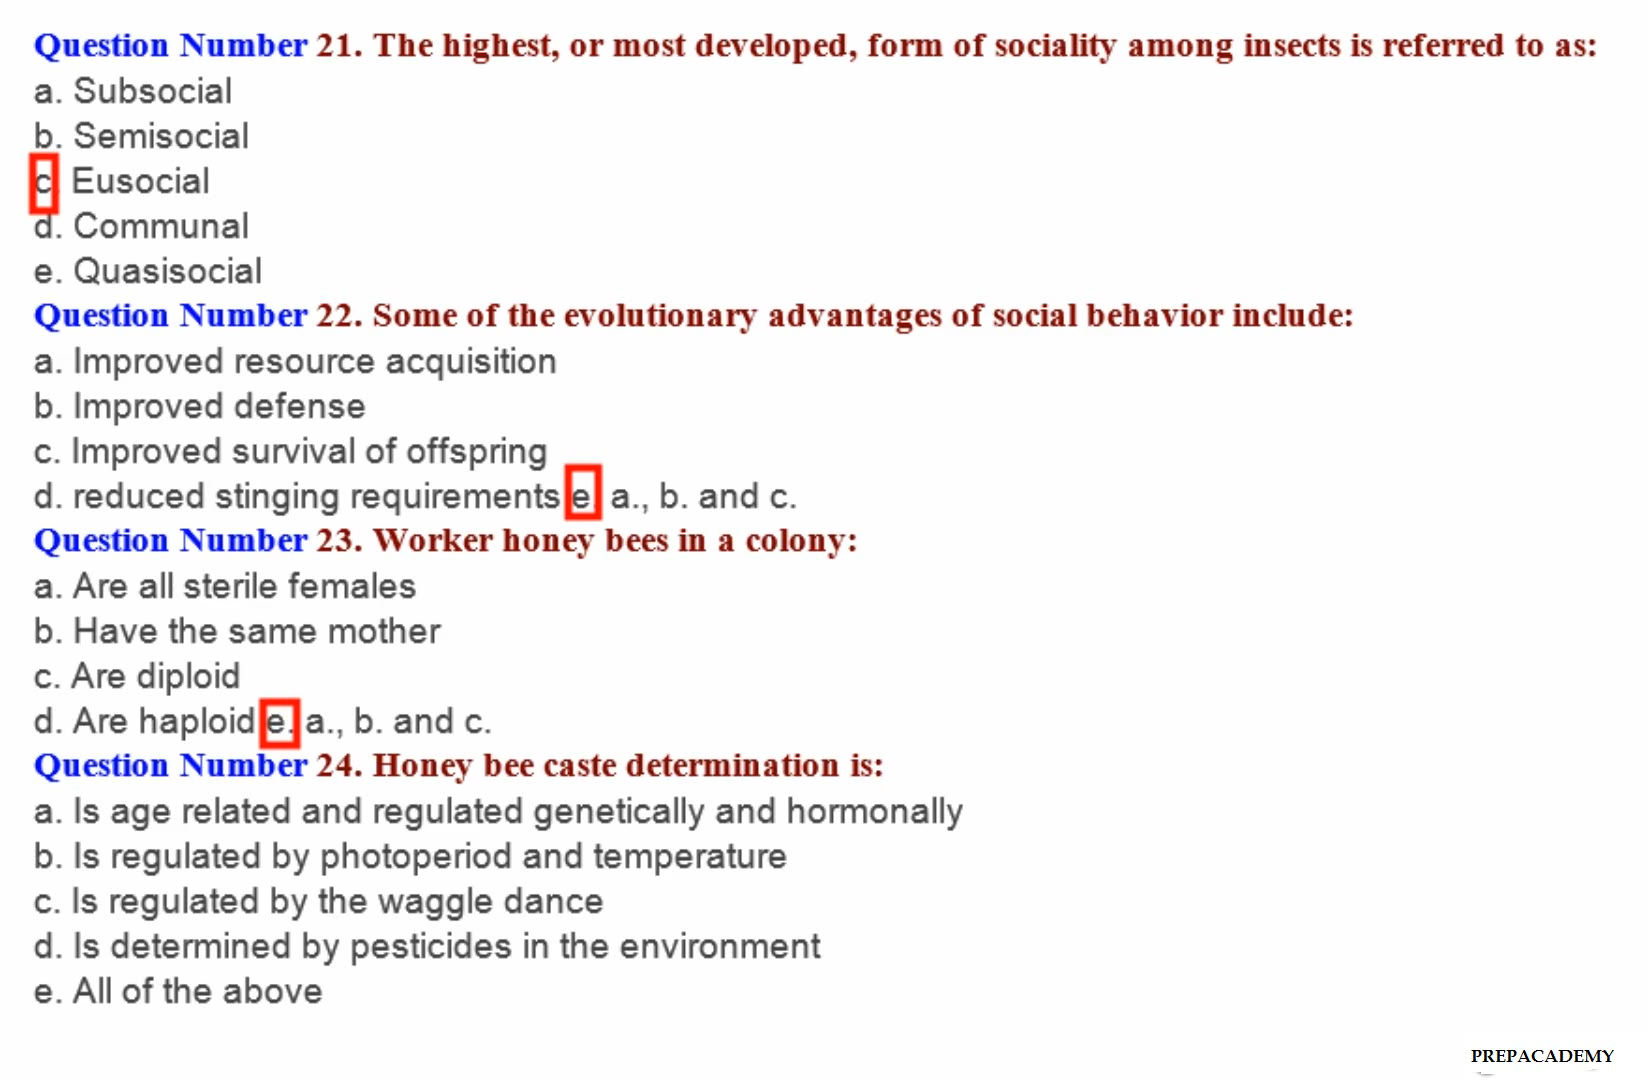 Question Number 21. The highest, or most developed, form of sociality among insects is referred to as:
a. Subsocial
b. Semisocial
c. Eusocial
d. Communal
e. Quasisocial
Question Number 22. Some of the evolutionary advantages of social behavior include:
a. Improved resource acquisition
b. Improved defense
c. Improved survival of offspring
d. reduced stinging requirements e. a., b. and c.
Question Number 23. Worker honey bees in a colony:
a. Are all sterile females
b. Have the same mother
c. Are diploid
d. Are haploid e. a., b. and c.
Question Number 24. Honey bee caste determination is:
a. Is age related and regulated genetically and hormonally
b. Is regulated by photoperiod and temperature
c. Is regulated by the waggle dance
d. Is determined by pesticides in the environment
e. All of the above
PREPACADEMY